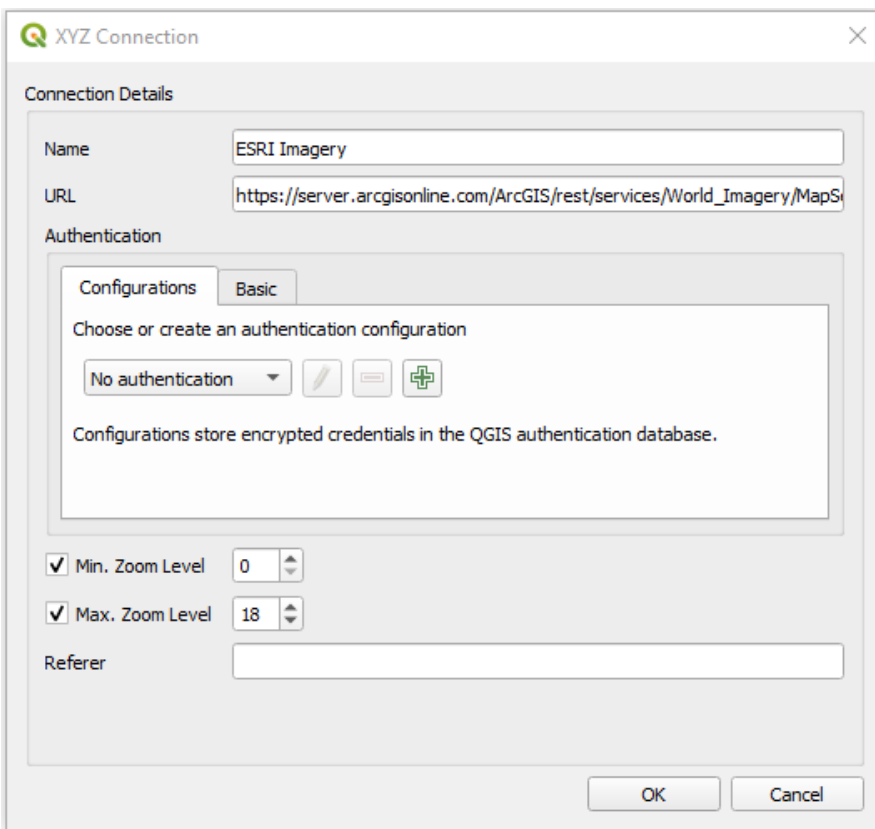 XYZ Connection
Connection Details
Name ESRI Imagery
URL https://server.arcgisonline.com/ArcGIS/rest/services/World_Imagery/MapSe
Authentication
Configurations Basic
Choose or create an authentication configuration
No authentication
Configurations store encrypted credentials in the QGIS authentication database.
Min. Zoom Level 0
Max. Zoom Level 18
Referer
OK Cancel